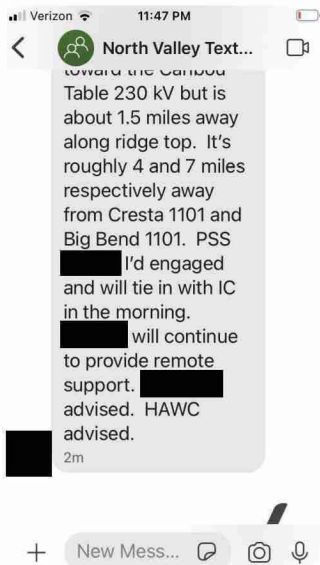 Verizon
11:47 PM
North Valley Text...
toward the Caribou
Table 230 kV but is
about 1.5 miles away
along ridge top. It's
roughly 4 and 7 miles
respectively away
from Cresta 1101 and
Big Bend 1101. PSS
I'd engaged
and will tie in with IC
in the morning.
will continue
to provide remote
support.
advised. HAWC
advised.
2m
New Mess...